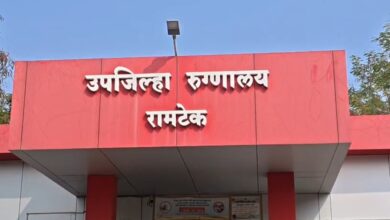 उपजिल्हा रुग्णालय
रामटेक